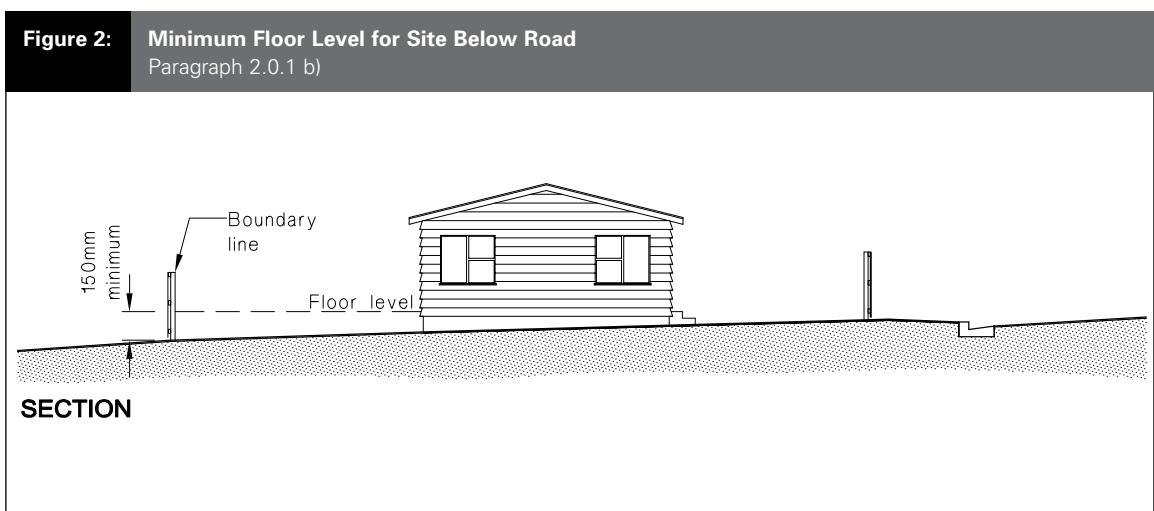 Figure 2:
Minimum Floor Level for Site Below Road
Paragraph 2.0.1 b)
150mm
minimum
Boundary
line
Floor level
SECTION